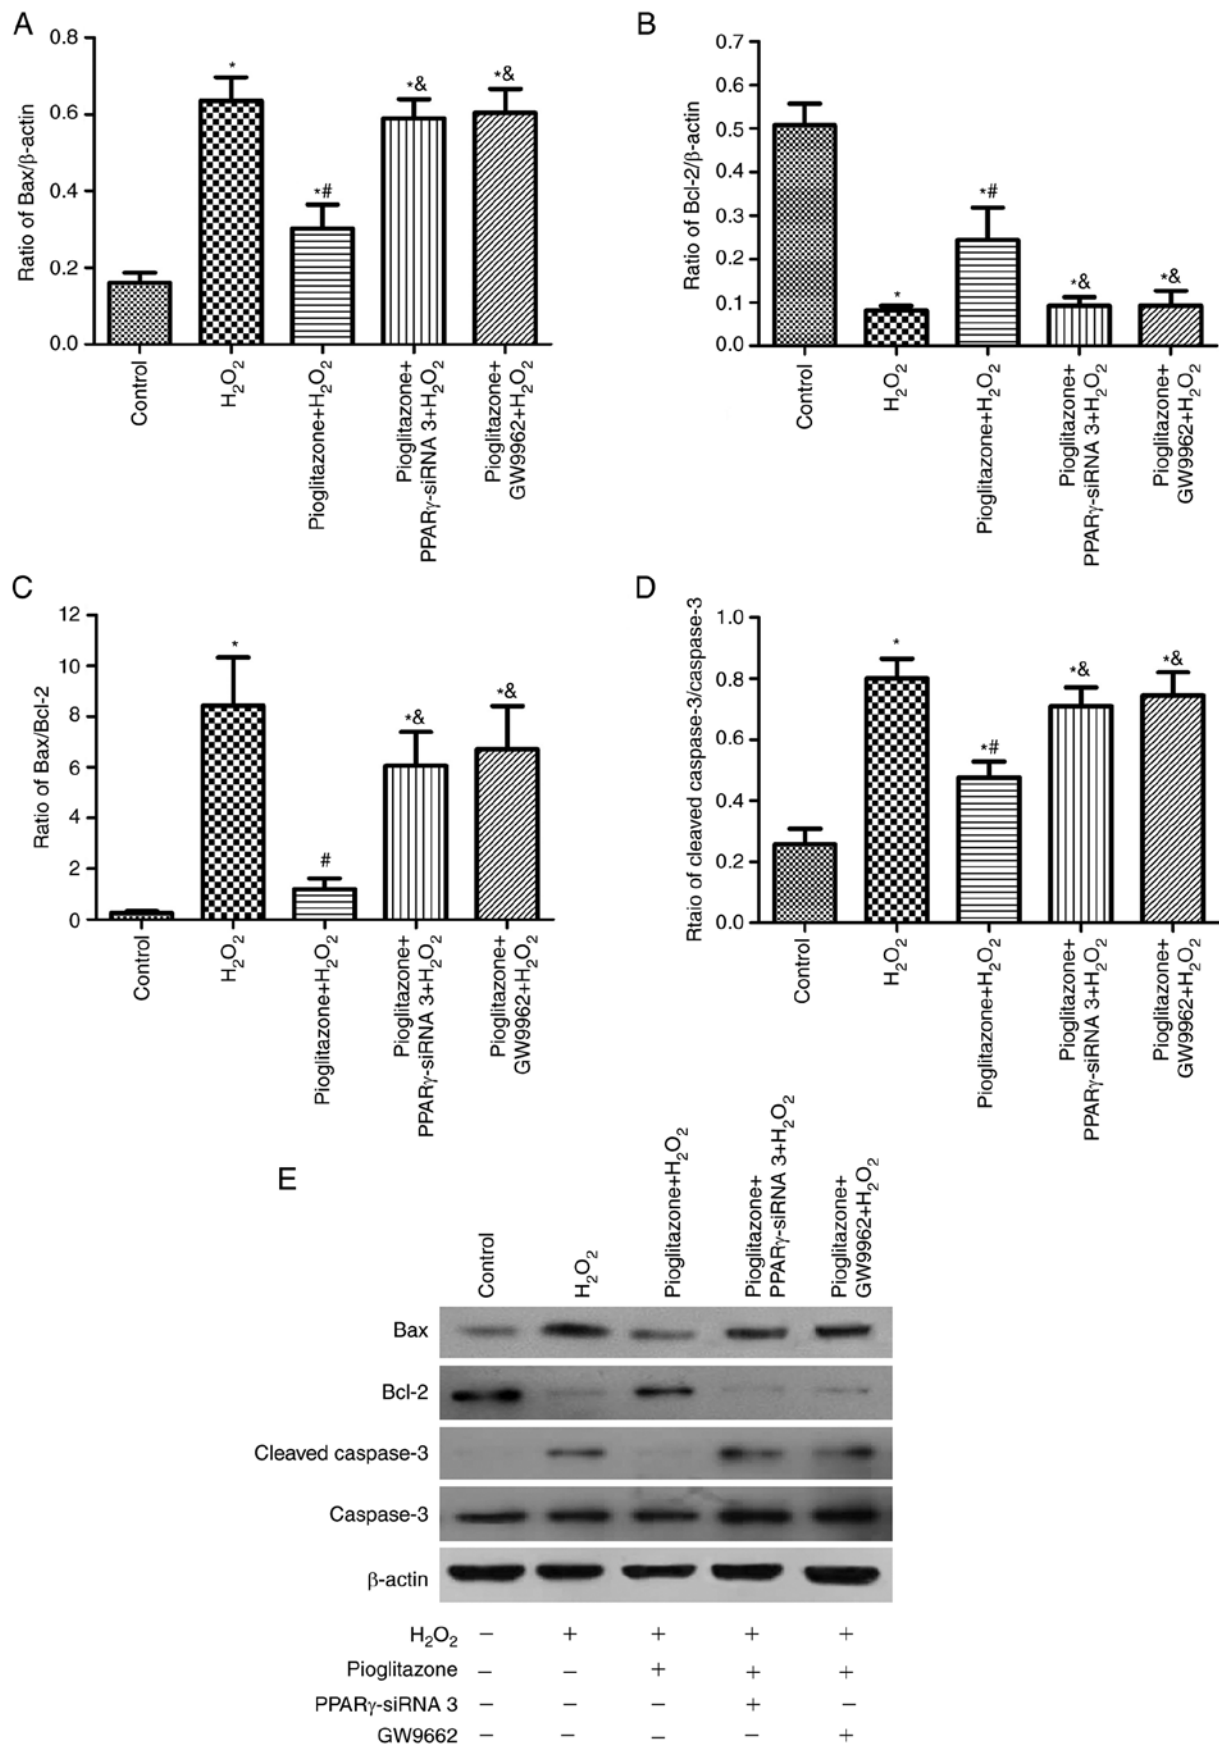 A
Ratio of Bax/β-actin
0.8
0.6
0.4
0.2
0.0
*
*#
*&
*&
Control
H₂O₂
Pioglitazone+H₂O₂
Pioglitazone+
PPARγ-siRNA 3+H₂O₂
Pioglitazone+
GW9962+H₂O₂
B
Ratio of Bcl-2/β-actin
0.7
0.6
0.5
0.4
0.3
0.2
0.1
0.0
*
*#
*&
*&
Control
H₂O₂
Pioglitazone+H₂O₂
Pioglitazone+
PPARγ-siRNA 3+H₂O₂
Pioglitazone+
GW9962+H₂O₂
C
Ratio of Bax/Bcl-2
12
10
8
6
4
2
0
*
#
*&
*&
Control
H₂O₂
Pioglitazone+H₂O₂
Pioglitazone+
PPARγ-siRNA 3+H₂O₂
Pioglitazone+
GW9962+H₂O₂
D
Rtaio of cleaved caspase-3/caspase-3
1.0
0.8
0.6
0.4
0.2
0.0
*
*#
*&
*&
Control
H₂O₂
Pioglitazone+H₂O₂
Pioglitazone+
PPARγ-siRNA 3+H₂O₂
Pioglitazone+
GW9962+H₂O₂
E
Control
H₂O₂
Pioglitazone+H₂O₂
Pioglitazone+
PPARγ-siRNA 3+H₂O₂
Pioglitazone+
GW9962+H₂O₂
Bax
Bcl-2
Cleaved caspase-3
Caspase-3
β-actin
H₂O₂ − + + + +
Pioglitazone − − + + +
PPARγ-siRNA 3 − − − + −
GW9662 − − − − +